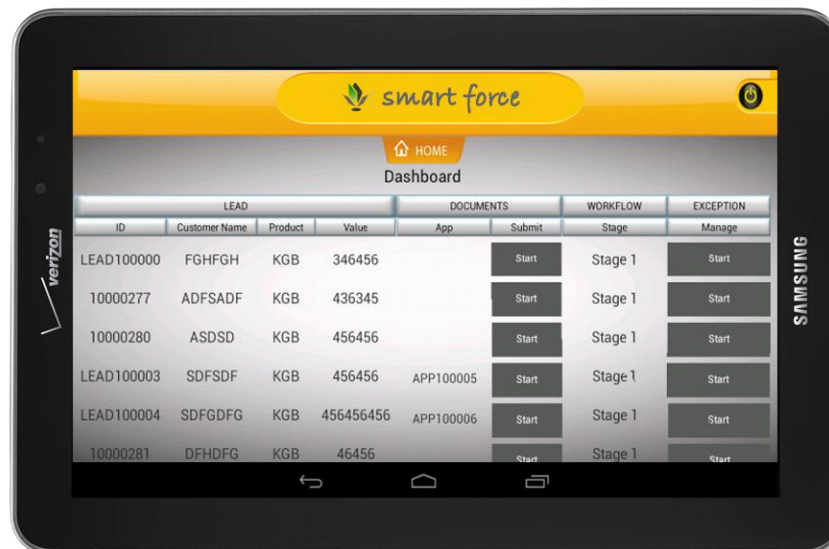 smart force
HOME
Dashboard
LEAD DOCUMENTS WORKFLOW EXCEPTION
ID Customer Name Product Value App Submit Stage Manage
LEAD100000 FGHFGH KGB 346456 Start Stage 1 Start
10000277 ADFSADF KGB 436345 Start Stage 1 Start
10000280 ASDSD KGB 456456 Start Stage 1 Start
LEAD100003 SDFSDF KGB 456456 APP100005 Start Stage 1 Start
LEAD100004 SDFGDFG KGB 456456456 APP100006 Start Stage 1 Start
10000281 DFHDFG KGB 46456 Start Stage 1 Start
verizon
SAMSUNG